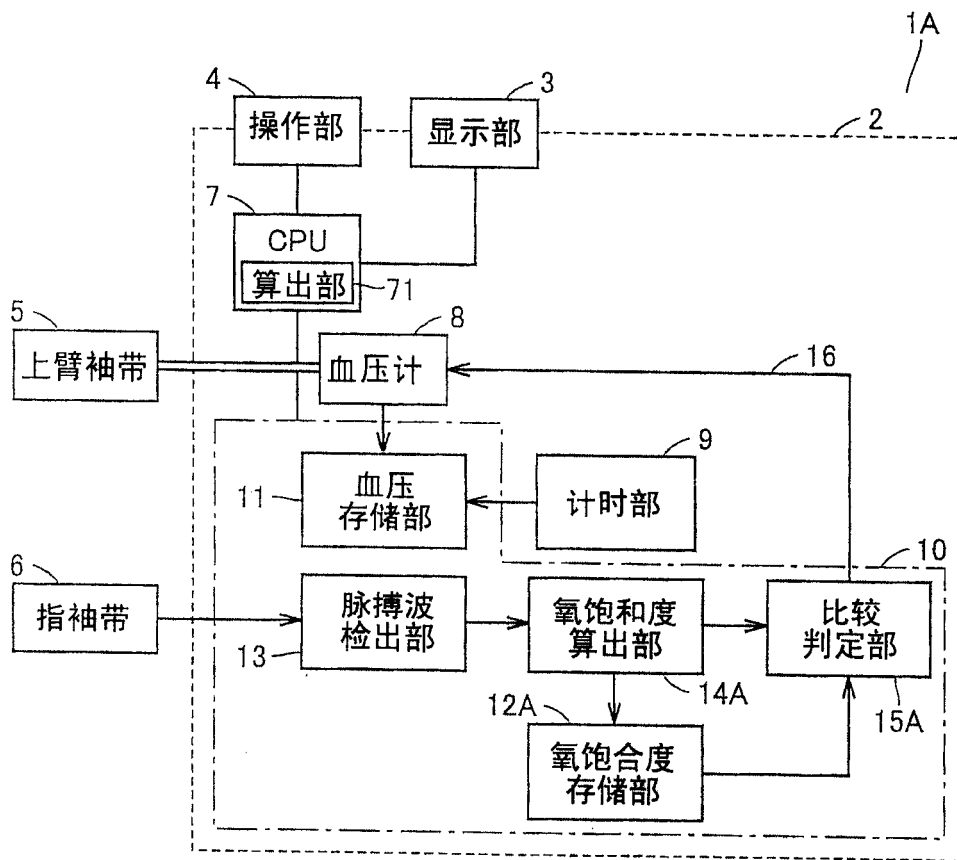 1A
4
3
2
操作部
显示部
7
CPU
算出部
71
5
8
上臂袖带
血压计
16
9
11
血压
存储部
计时部
10
6
指袖带
脉搏波
检出部
13
氧饱和度
算出部
14A
比较
判定部
15A
12A
氧饱合度
存储部